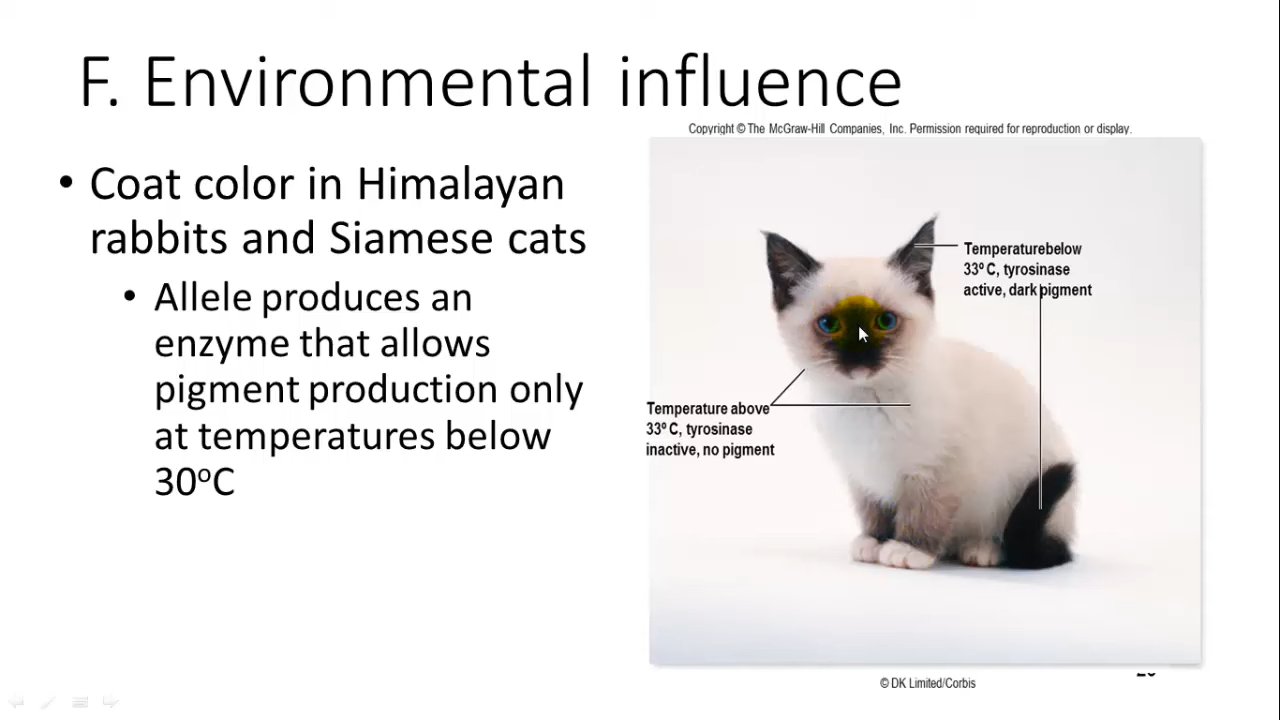 F. Environmental influence
Copyright © The McGraw-Hill Companies, Inc. Permission required for reproduction or display.
• Coat color in Himalayan
rabbits and Siamese cats
• Allele produces an
enzyme that allows
pigment production only
at temperatures below
30ºC
Temperaturebelow
33º C, tyrosinase
active, dark pigment
Temperature above
33º C, tyrosinase
inactive, no pigment
© DK Limited/Corbis